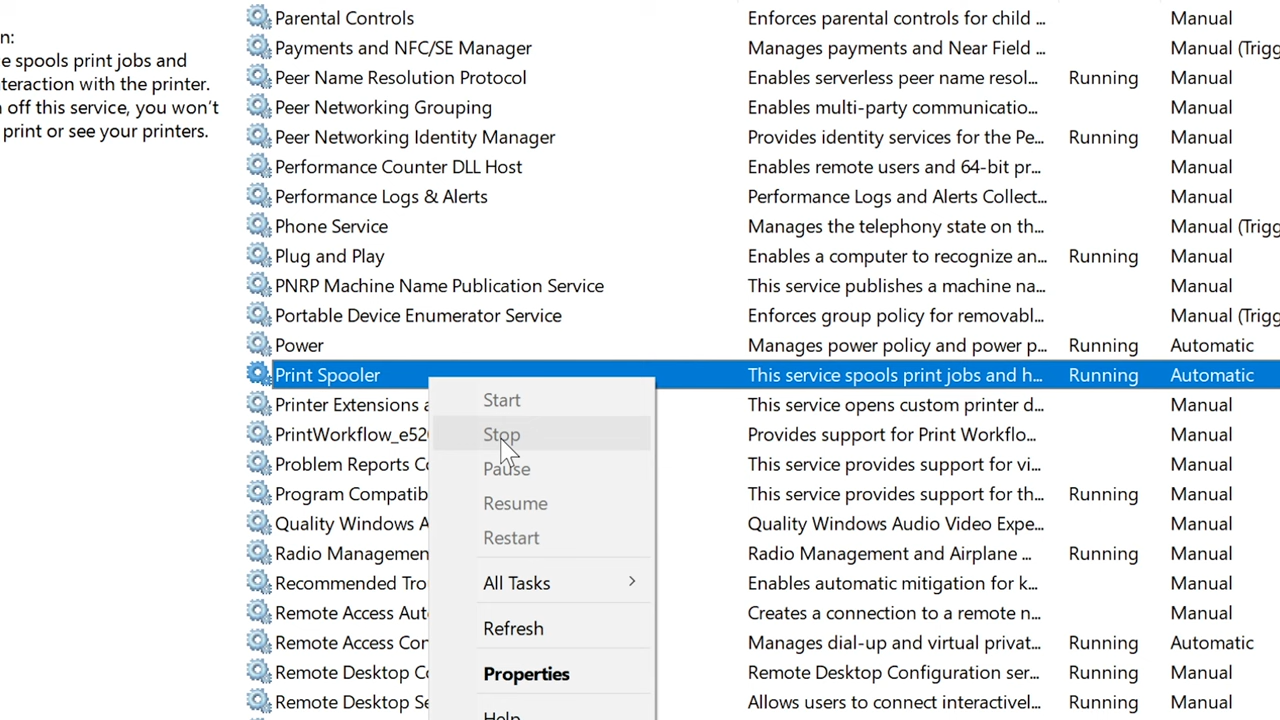 n:
e spools print jobs and
teraction with the printer.
off this service, you won't
print or see your printers.
Parental Controls Enforces parental controls for child ... Manual
Payments and NFC/SE Manager Manages payments and Near Field ... Manual (Trigg
Peer Name Resolution Protocol Enables serverless peer name resol... Running Manual
Peer Networking Grouping Enables multi-party communicatio... Manual
Peer Networking Identity Manager Provides identity services for the Pe... Running Manual
Performance Counter DLL Host Enables remote users and 64-bit pr... Manual
Performance Logs & Alerts Performance Logs and Alerts Collect... Manual
Phone Service Manages the telephony state on th... Manual (Trigg
Plug and Play Enables a computer to recognize an... Running Manual
PNRP Machine Name Publication Service This service publishes a machine na... Manual
Portable Device Enumerator Service Enforces group policy for removabl... Manual (Trigg
Power Manages power policy and power p... Running Automatic
Print Spooler This service spools print jobs and h... Running Automatic
Printer Extensions a This service opens custom printer d... Manual
PrintWorkflow_e52 Provides support for Print Workflo... Manual
Problem Reports Co This service provides support for vi... Manual
Program Compatib This service provides support for th... Running Manual
Quality Windows A Quality Windows Audio Video Expe... Manual
Radio Managemen Radio Management and Airplane ... Running Manual
Recommended Tro Enables automatic mitigation for k... Manual
Remote Access Aut Creates a connection to a remote n... Manual
Remote Access Con Manages dial-up and virtual privat... Running Automatic
Remote Desktop Co Remote Desktop Configuration ser... Running Manual
Remote Desktop Se Allows users to connect interactivel... Running Manual
Start
Stop
Pause
Resume
Restart
All Tasks
Refresh
Properties
Help